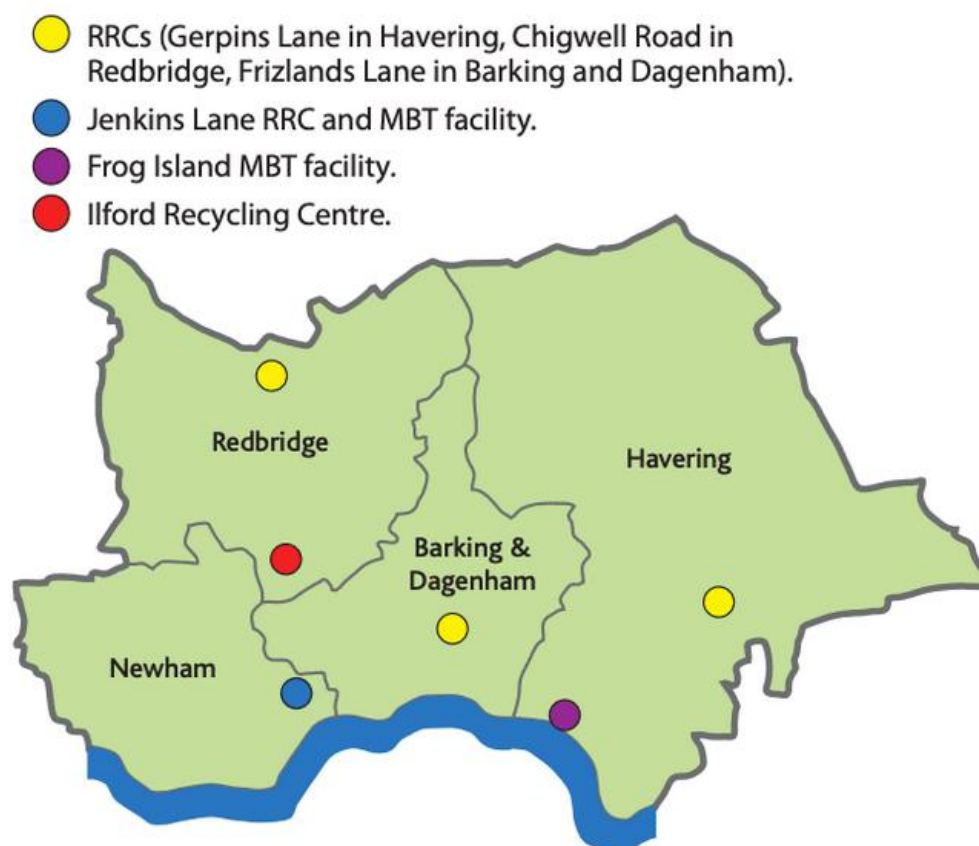 RRCs (Gerpins Lane in Havering, Chigwell Road in
Redbridge, Frizlands Lane in Barking and Dagenham).
Jenkins Lane RRC and MBT facility.
Frog Island MBT facility.
Ilford Recycling Centre.
Redbridge
Havering
Barking &
Dagenham
Newham